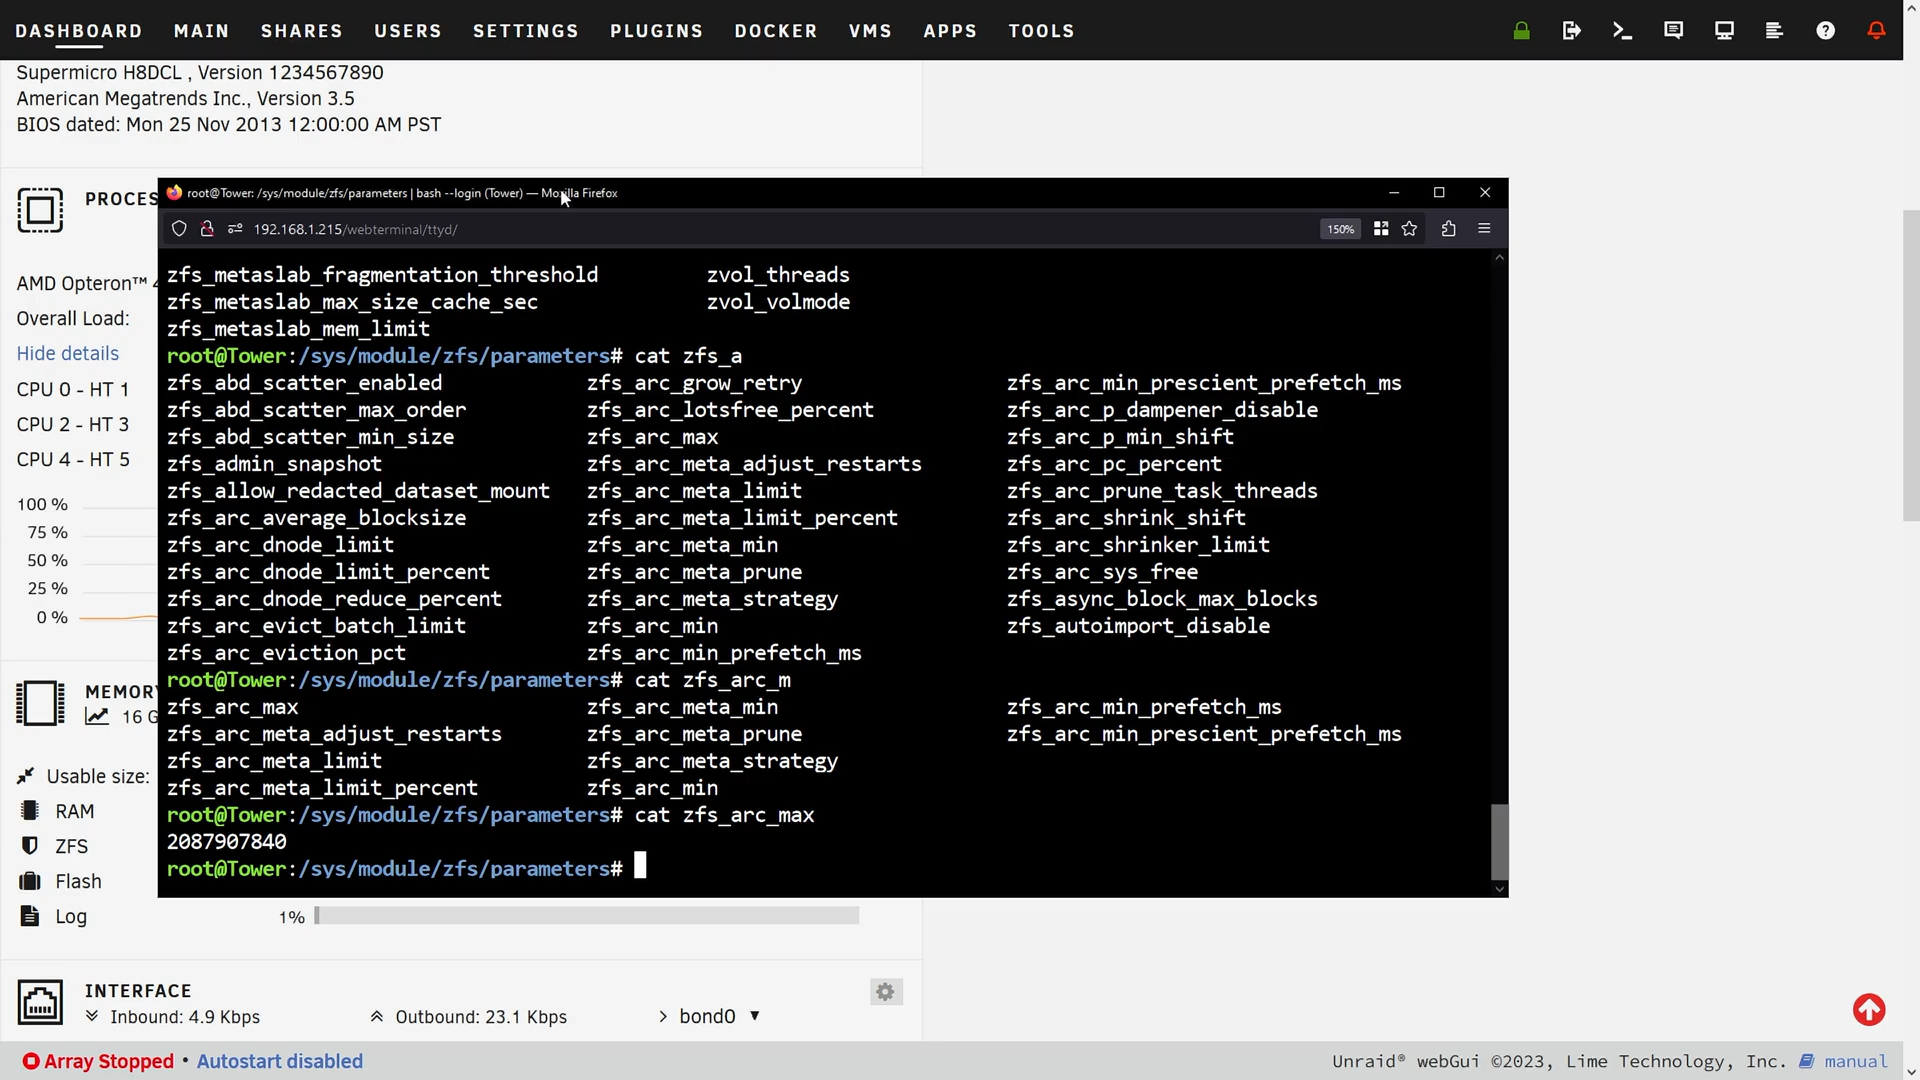 DASHBOARD MAIN SHARES USERS SETTINGS PLUGINS DOCKER VMS APPS TOOLS
Supermicro H8DCL , Version 1234567890
American Megatrends Inc., Version 3.5
BIOS dated: Mon 25 Nov 2013 12:00:00 AM PST
PROCES
AMD Opteron™ 4
Overall Load:
Hide details
CPU 0 - HT 1
CPU 2 - HT 3
CPU 4 - HT 5
100 %
75 %
50 %
25 %
0 %
MEMORY
16 G
Usable size:
RAM
ZFS
Flash
Log 1%
root@Tower: /sys/module/zfs/parameters | bash --login (Tower) — Mozilla Firefox
192.168.1.215/webterminal/ttyd/ 150%
zfs_metaslab_fragmentation_threshold zvol_threads
zfs_metaslab_max_size_cache_sec zvol_volmode
zfs_metaslab_mem_limit
root@Tower:/sys/module/zfs/parameters# cat zfs_a
zfs_abd_scatter_enabled zfs_arc_grow_retry zfs_arc_min_prescient_prefetch_ms
zfs_abd_scatter_max_order zfs_arc_lotsfree_percent zfs_arc_p_dampener_disable
zfs_abd_scatter_min_size zfs_arc_max zfs_arc_p_min_shift
zfs_admin_snapshot zfs_arc_meta_adjust_restarts zfs_arc_pc_percent
zfs_allow_redacted_dataset_mount zfs_arc_meta_limit zfs_arc_prune_task_threads
zfs_arc_average_blocksize zfs_arc_meta_limit_percent zfs_arc_shrink_shift
zfs_arc_dnode_limit zfs_arc_meta_min zfs_arc_shrinker_limit
zfs_arc_dnode_limit_percent zfs_arc_meta_prune zfs_arc_sys_free
zfs_arc_dnode_reduce_percent zfs_arc_meta_strategy zfs_async_block_max_blocks
zfs_arc_evict_batch_limit zfs_arc_min zfs_autoimport_disable
zfs_arc_eviction_pct zfs_arc_min_prefetch_ms
root@Tower:/sys/module/zfs/parameters# cat zfs_arc_m
zfs_arc_max zfs_arc_meta_min zfs_arc_min_prefetch_ms
zfs_arc_meta_adjust_restarts zfs_arc_meta_prune zfs_arc_min_prescient_prefetch_ms
zfs_arc_meta_limit zfs_arc_meta_strategy
zfs_arc_meta_limit_percent zfs_arc_min
root@Tower:/sys/module/zfs/parameters# cat zfs_arc_max
2087907840
root@Tower:/sys/module/zfs/parameters#
INTERFACE
Inbound: 4.9 Kbps Outbound: 23.1 Kbps bond0
Array Stopped • Autostart disabled Unraid® webGui ©2023, Lime Technology, Inc. manual